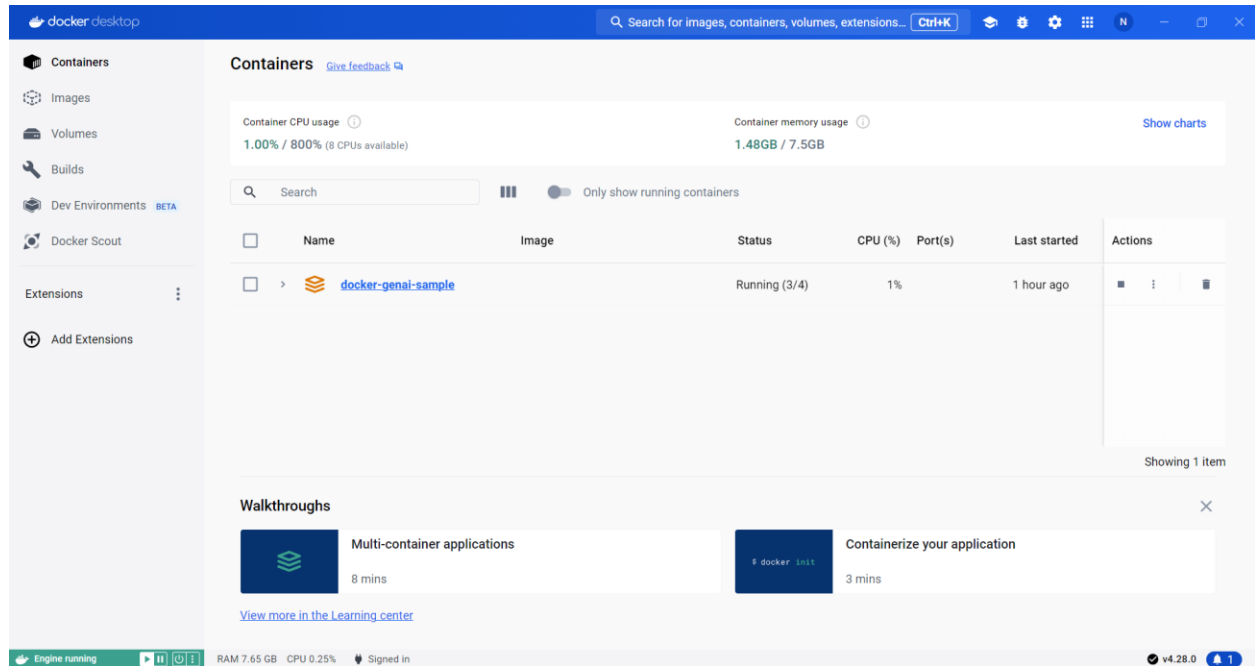 docker desktop
Search for images, containers, volumes, extensions... Ctrl+K
N
Containers
Images
Volumes
Builds
Dev Environments BETA
Docker Scout
Extensions
Add Extensions
Containers Give feedback
Container CPU usage
1.00% / 800% (8 CPUs available)
Container memory usage
1.48GB / 7.5GB
Show charts
Search
Only show running containers
Name Image Status CPU (%) Port(s) Last started Actions
docker-genai-sample Running (3/4) 1% 1 hour ago
Showing 1 item
Walkthroughs
Multi-container applications
8 mins
$ docker init
Containerize your application
3 mins
View more in the Learning center
Engine running RAM 7.65 GB CPU 0.25% Signed in v4.28.0 1